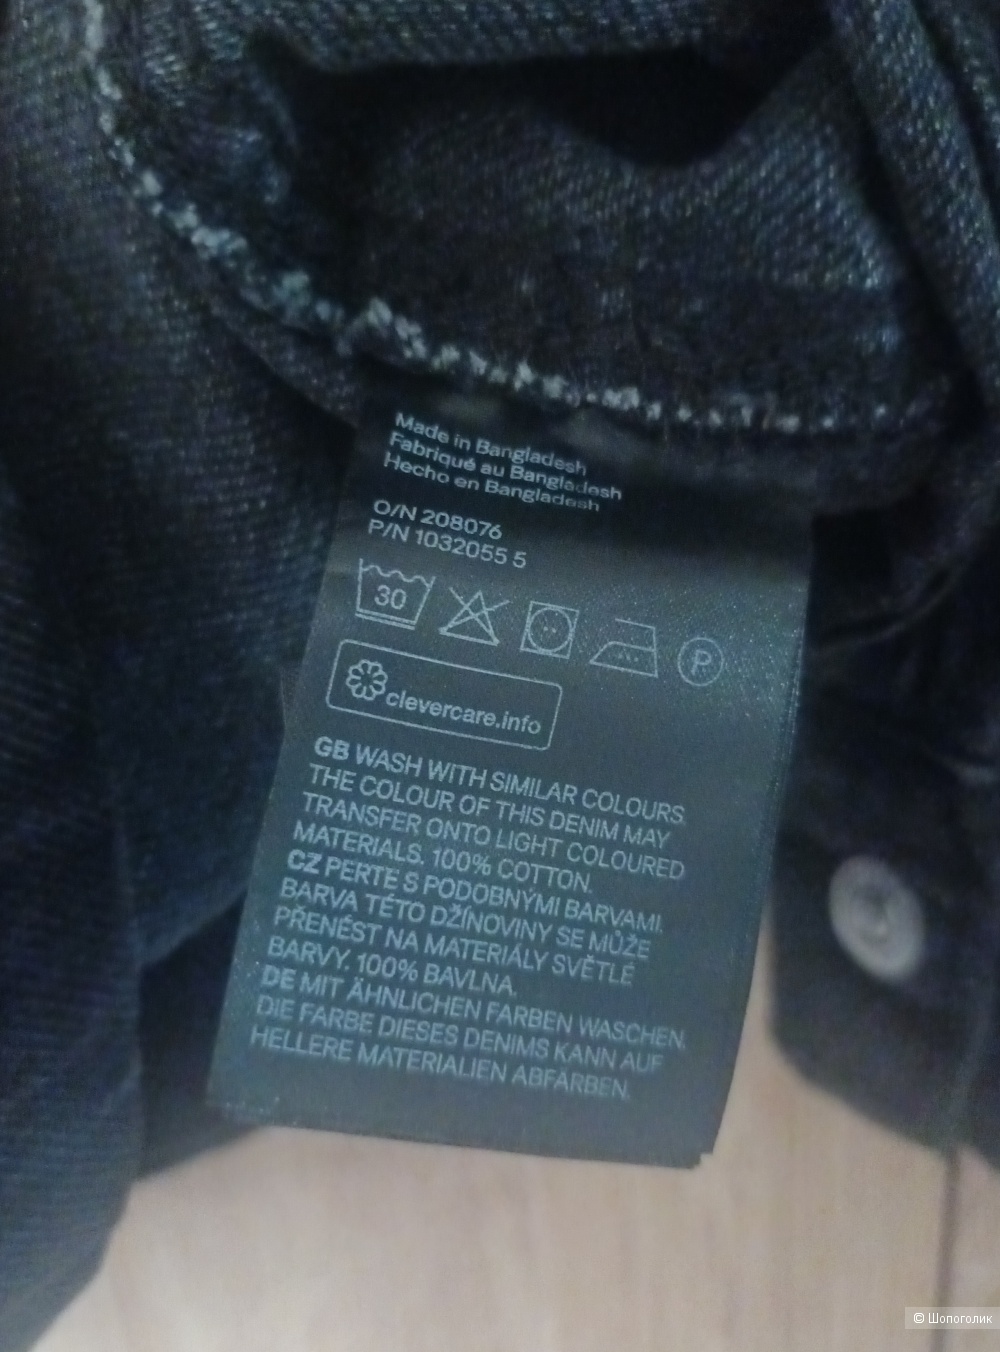 Made in Bangladesh
Fabriqué au Bangladesh
Hecho en Bangladesh
O/N 208076
P/N 1032055 5
30
P
clevercare.info
GB WASH WITH SIMILAR COLOURS.
THE COLOUR OF THIS DENIM MAY
TRANSFER ONTO LIGHT COLOURED
MATERIALS. 100% COTTON.
CZ PERTE S PODOBNÝMI BARVAMI.
BARVA TÉTO DŽÍNOVINY SE MŮŽE
PŘENÉST NA MATERIÁLY SVĚTLÉ
BARVY. 100% BAVLNA.
DE MIT ÄHNLICHEN FARBEN WASCHEN.
DIE FARBE DIESES DENIMS KANN AUF
HELLERE MATERIALIEN ABFÄRBEN.
© Шопоголик